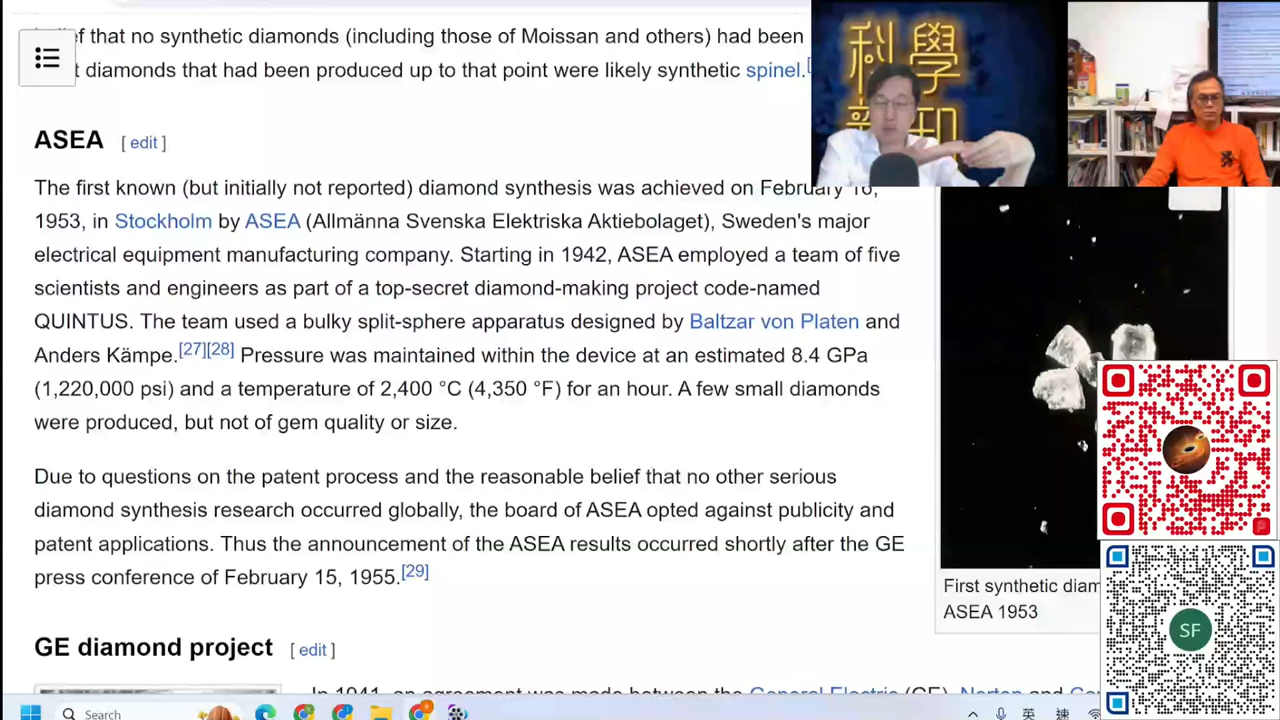 that no synthetic diamonds (including those of Moissan and others) had been
diamonds that had been produced up to that point were likely synthetic spinel.[
ASEA [ edit ]
The first known (but initially not reported) diamond synthesis was achieved on February 16,
1953, in Stockholm by ASEA (Allmänna Svenska Elektriska Aktiebolaget), Sweden's major
electrical equipment manufacturing company. Starting in 1942, ASEA employed a team of five
scientists and engineers as part of a top-secret diamond-making project code-named
QUINTUS. The team used a bulky split-sphere apparatus designed by Baltzar von Platen and
Anders Kämpe.[27][28] Pressure was maintained within the device at an estimated 8.4 GPa
(1,220,000 psi) and a temperature of 2,400 °C (4,350 °F) for an hour. A few small diamonds
were produced, but not of gem quality or size.
Due to questions on the patent process and the reasonable belief that no other serious
diamond synthesis research occurred globally, the board of ASEA opted against publicity and
patent applications. Thus the announcement of the ASEA results occurred shortly after the GE
press conference of February 15, 1955.[29]
GE diamond project [ edit ]
In 1941, an agreement was made between the General Electric (GE), Norton and
科學
First synthetic diam
ASEA 1953
SF
Search
英 速